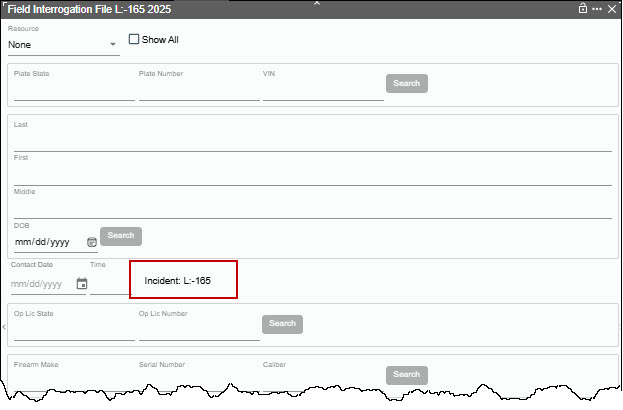 Field Interrogation File L:-165 2025
Resource
None
Show All
Plate State Plate Number VIN
Search
Last
First
Middle
DOB
mm/dd/yyyy
Search
Contact Date Time
mm/dd/yyyy
Incident: L:-165
Op Lic State Op Lic Number
Search
Firearm Make Serial Number Caliber
Search